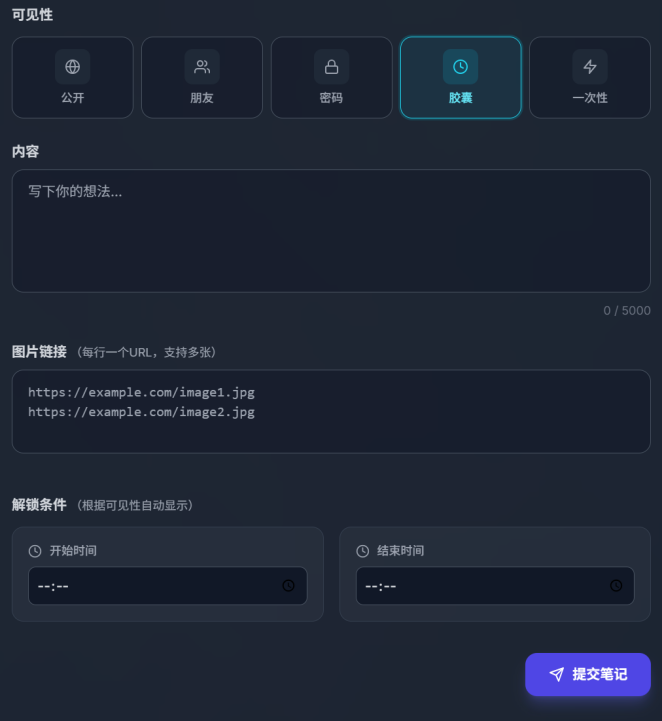 可见性
公开
朋友
密码
胶囊
一次性
内容
写下你的想法...
0 / 5000
图片链接 （每行一个URL，支持多张）
https://example.com/image1.jpg
https://example.com/image2.jpg
解锁条件 （根据可见性自动显示）
开始时间
--:--
结束时间
--:--
提交笔记